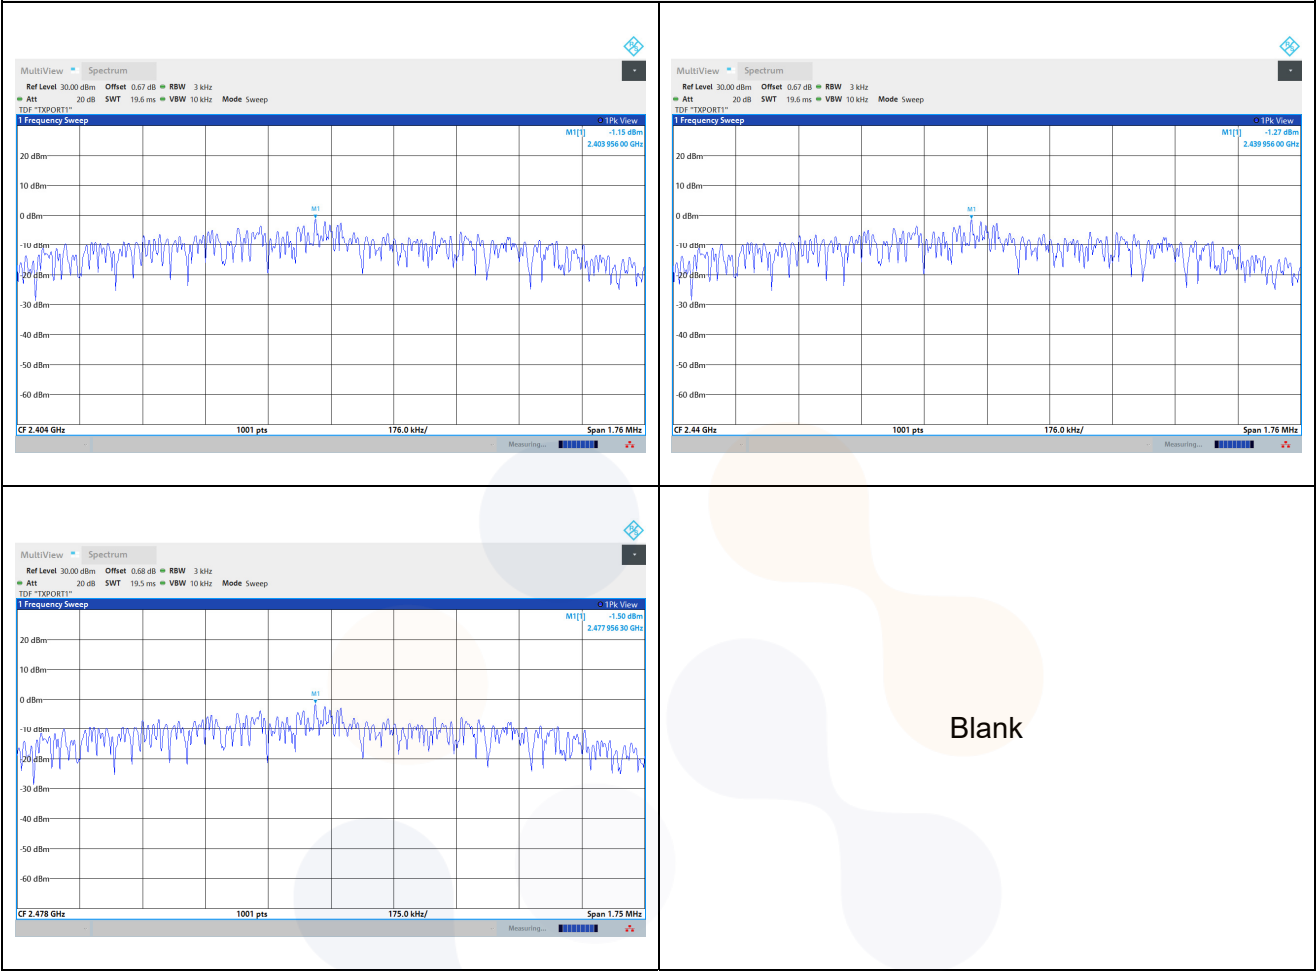 MultiView Spectrum
Ref Level 30.00 dBm Offset 0.67 dB RBW 3 kHz
Att 20 dB SWT 19.6 ms VBW 10 kHz Mode Sweep
TDF "TXPORT1"
1 Frequency Sweep 1Pk View
M1[1] -1.15 dBm
2.403 956 00 GHz
20 dBm
10 dBm
M1
0 dBm
-10 dBm
-20 dBm
-30 dBm
-40 dBm
-50 dBm
-60 dBm
CF 2.404 GHz 1001 pts 176.0 kHz/ Span 1.76 MHz
Measuring...
MultiView Spectrum
Ref Level 30.00 dBm Offset 0.67 dB RBW 3 kHz
Att 20 dB SWT 19.6 ms VBW 10 kHz Mode Sweep
TDF "TXPORT1"
1 Frequency Sweep 1Pk View
M1[1] -1.27 dBm
2.439 956 00 GHz
20 dBm
10 dBm
M1
0 dBm
-10 dBm
-20 dBm
-30 dBm
-40 dBm
-50 dBm
-60 dBm
CF 2.44 GHz 1001 pts 176.0 kHz/ Span 1.76 MHz
Measuring...
MultiView Spectrum
Ref Level 30.00 dBm Offset 0.68 dB RBW 3 kHz
Att 20 dB SWT 19.5 ms VBW 10 kHz Mode Sweep
TDF "TXPORT1"
1 Frequency Sweep 1Pk View
M1[1] -1.50 dBm
2.477 956 30 GHz
20 dBm
10 dBm
M1
0 dBm
-10 dBm
-20 dBm
-30 dBm
-40 dBm
-50 dBm
-60 dBm
CF 2.478 GHz 1001 pts 175.0 kHz/ Span 1.75 MHz
Measuring...
Blank